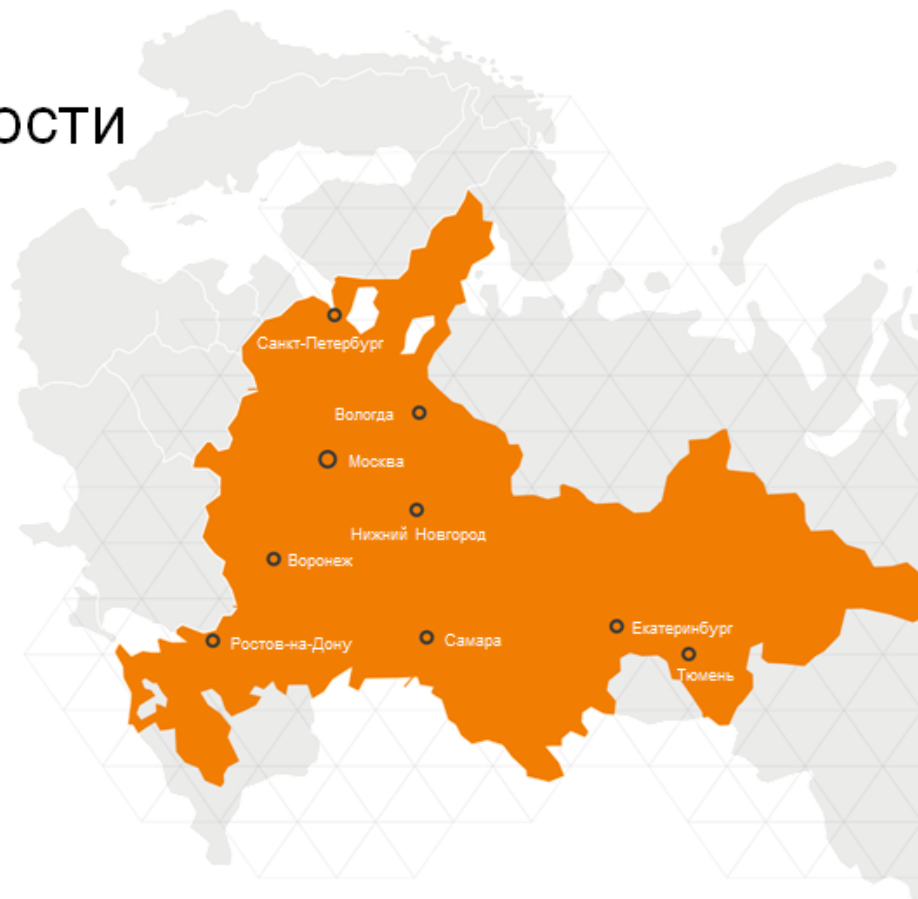 ости
Санкт-Петербург
Вологда
Москва
Нижний Новгород
Воронеж
Екатеринбург
Ростов-на-Дону
Самара
Тюмень